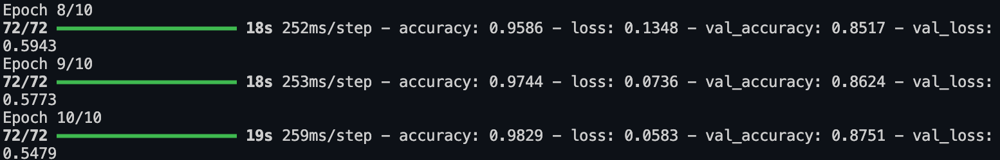 Epoch 8/10
72/72 18s 252ms/step – accuracy: 0.9586 – loss: 0.1348 – val_accuracy: 0.8517 – val_loss:
0.5943
Epoch 9/10
72/72 18s 253ms/step – accuracy: 0.9744 – loss: 0.0736 – val_accuracy: 0.8624 – val_loss:
0.5773
Epoch 10/10
72/72 19s 259ms/step – accuracy: 0.9829 – loss: 0.0583 – val_accuracy: 0.8751 – val_loss:
0.5479